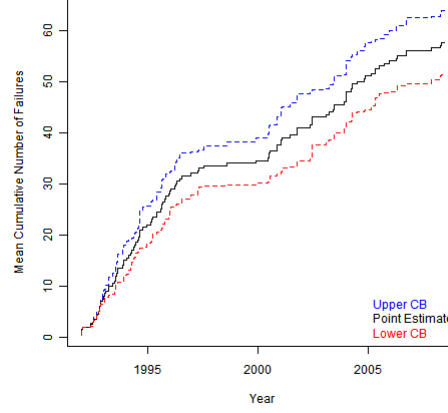 Mean Cumulative Number of Failures
60
50
40
30
20
10
0
Upper CB
Point Estimate
Lower CB
1995
2000
2005
Year